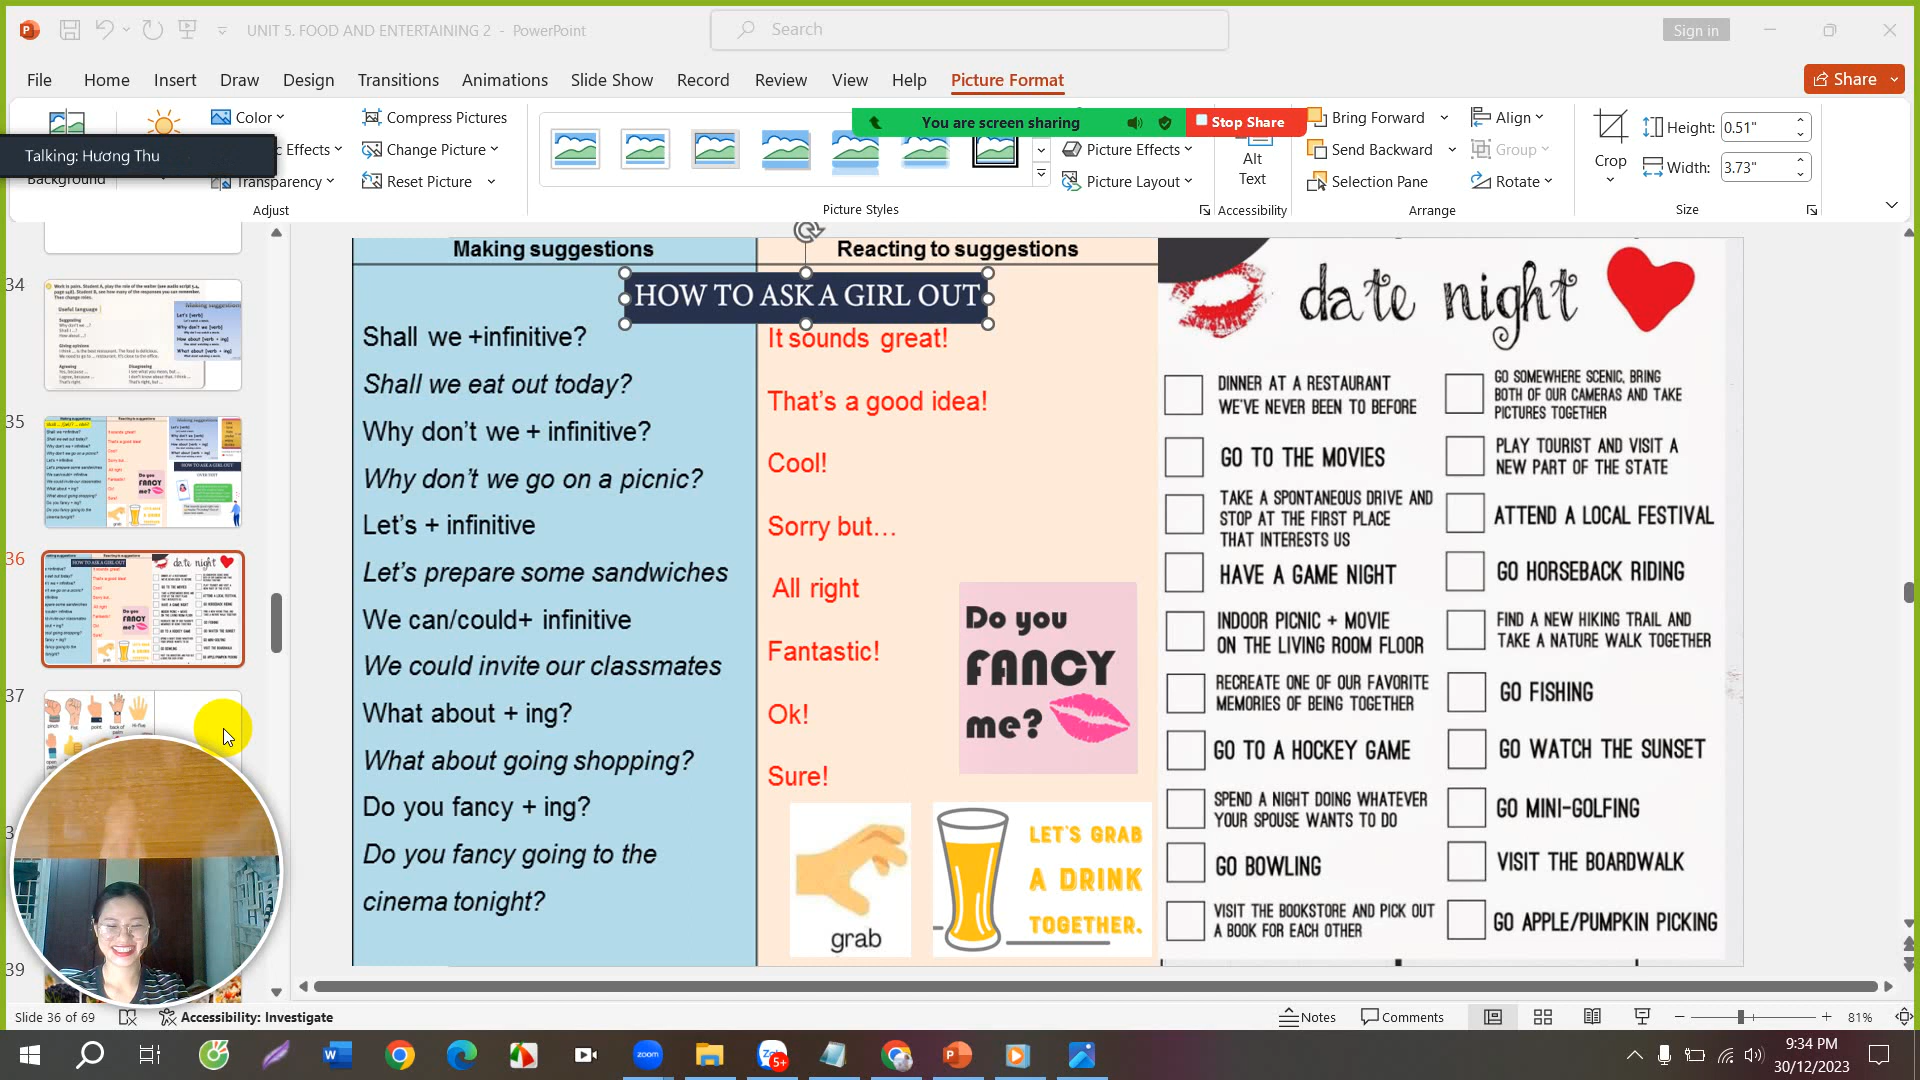 UNIT 5. FOOD AND ENTERTAINING 2 - PowerPoint
Search
Sign in
File Home Insert Draw Design Transitions Animations Slide Show Record Review View Help Picture Format
Share
Color
Compress Pictures
You are screen sharing
Stop Share
Bring Forward
Align
Height: 0.51"
Talking: Hương Thu
Effects
Change Picture
Picture Effects
Alt
Text
Send Backward
Group
Crop
Background
Transparency
Reset Picture
Picture Layout
Selection Pane
Rotate
Width: 3.73"
Adjust
Picture Styles
Accessibility
Arrange
Size
34
35
36
37
39
Making suggestions
HOW TO ASK A GIRL OUT
Shall we +infinitive?
Shall we eat out today?
Why don't we + infinitive?
Why don't we go on a picnic?
Let's + infinitive
Let's prepare some sandwiches
We can/could+ infinitive
We could invite our classmates
What about + ing?
What about going shopping?
Do you fancy + ing?
Do you fancy going to the
cinema tonight?
Reacting to suggestions
It sounds great!
That's a good idea!
Cool!
Sorry but...
All right
Fantastic!
Ok!
Sure!
Do you
FANCY
me?
grab
LET'S GRAB
A DRINK
TOGETHER.
date night
DINNER AT A RESTAURANT
WE'VE NEVER BEEN TO BEFORE
GO TO THE MOVIES
TAKE A SPONTANEOUS DRIVE AND
STOP AT THE FIRST PLACE
THAT INTERESTS US
HAVE A GAME NIGHT
INDOOR PICNIC + MOVIE
ON THE LIVING ROOM FLOOR
RECREATE ONE OF OUR FAVORITE
MEMORIES OF BEING TOGETHER
GO TO A HOCKEY GAME
SPEND A NIGHT DOING WHATEVER
YOUR SPOUSE WANTS TO DO
GO BOWLING
VISIT THE BOOKSTORE AND PICK OUT
A BOOK FOR EACH OTHER
GO SOMEWHERE SCENIC, BRING
BOTH OF OUR CAMERAS AND TAKE
PICTURES TOGETHER
PLAY TOURIST AND VISIT A
NEW PART OF THE STATE
ATTEND A LOCAL FESTIVAL
GO HORSEBACK RIDING
FIND A NEW HIKING TRAIL AND
TAKE A NATURE WALK TOGETHER
GO FISHING
GO WATCH THE SUNSET
GO MINI-GOLFING
VISIT THE BOARDWALK
GO APPLE/PUMPKIN PICKING
Slide 36 of 69
Accessibility: Investigate
Notes
Comments
81%
zoom
5+
9:34 PM
30/12/2023